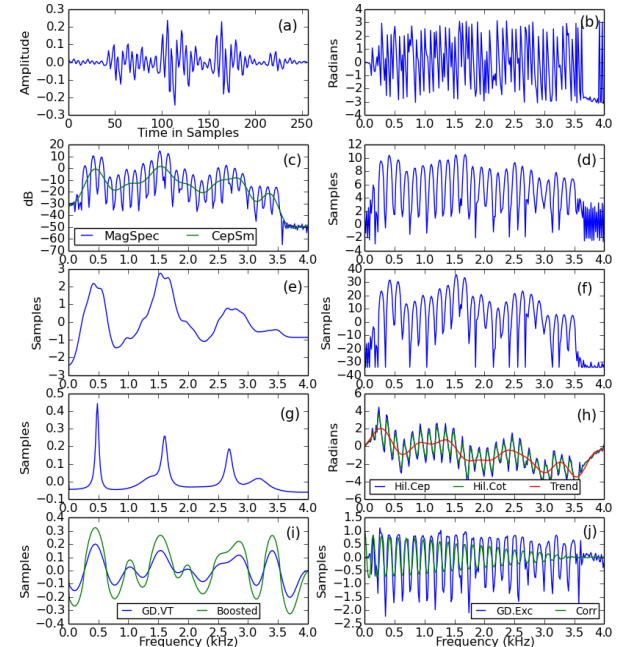 (a)
Amplitude
0.3
0.2
0.1
0.0
−0.1
−0.2
−0.3
0 50 100 150 200 250
Time in Samples
(b)
Radians
4
3
2
1
0
−1
−2
−3
−4
0.0 0.5 1.0 1.5 2.0 2.5 3.0 3.5 4.0
(c)
dB
20
10
0
−10
−20
−30
−40
−50
−60
−70
MagSpec CepSm
0.0 0.5 1.0 1.5 2.0 2.5 3.0 3.5 4.0
(d)
Samples
12
10
8
6
4
2
0
−2
−4
0.0 0.5 1.0 1.5 2.0 2.5 3.0 3.5 4.0
(e)
Samples
3
2
1
0
−1
−2
−3
0.0 0.5 1.0 1.5 2.0 2.5 3.0 3.5 4.0
(f)
Samples
40
30
20
10
0
−10
−20
−30
−40
0.0 0.5 1.0 1.5 2.0 2.5 3.0 3.5 4.0
(g)
Samples
0.5
0.4
0.3
0.2
0.1
0.0
−0.1
0.0 0.5 1.0 1.5 2.0 2.5 3.0 3.5 4.0
(h)
Radians
6
4
2
0
−2
−4
−6
Hil.Cep Hil.Cot Trend
0.0 0.5 1.0 1.5 2.0 2.5 3.0 3.5 4.0
(i)
Samples
0.4
0.3
0.2
0.1
0.0
−0.1
−0.2
−0.3
−0.4
GD.VT Boosted
0.0 0.5 1.0 1.5 2.0 2.5 3.0 3.5 4.0
Frequency (kHz)
(j)
Samples
1.5
1.0
0.5
0.0
−0.5
−1.0
−1.5
−2.0
−2.5
GD.Exc Corr
0.0 0.5 1.0 1.5 2.0 2.5 3.0 3.5 4.0
Frequency (kHz)